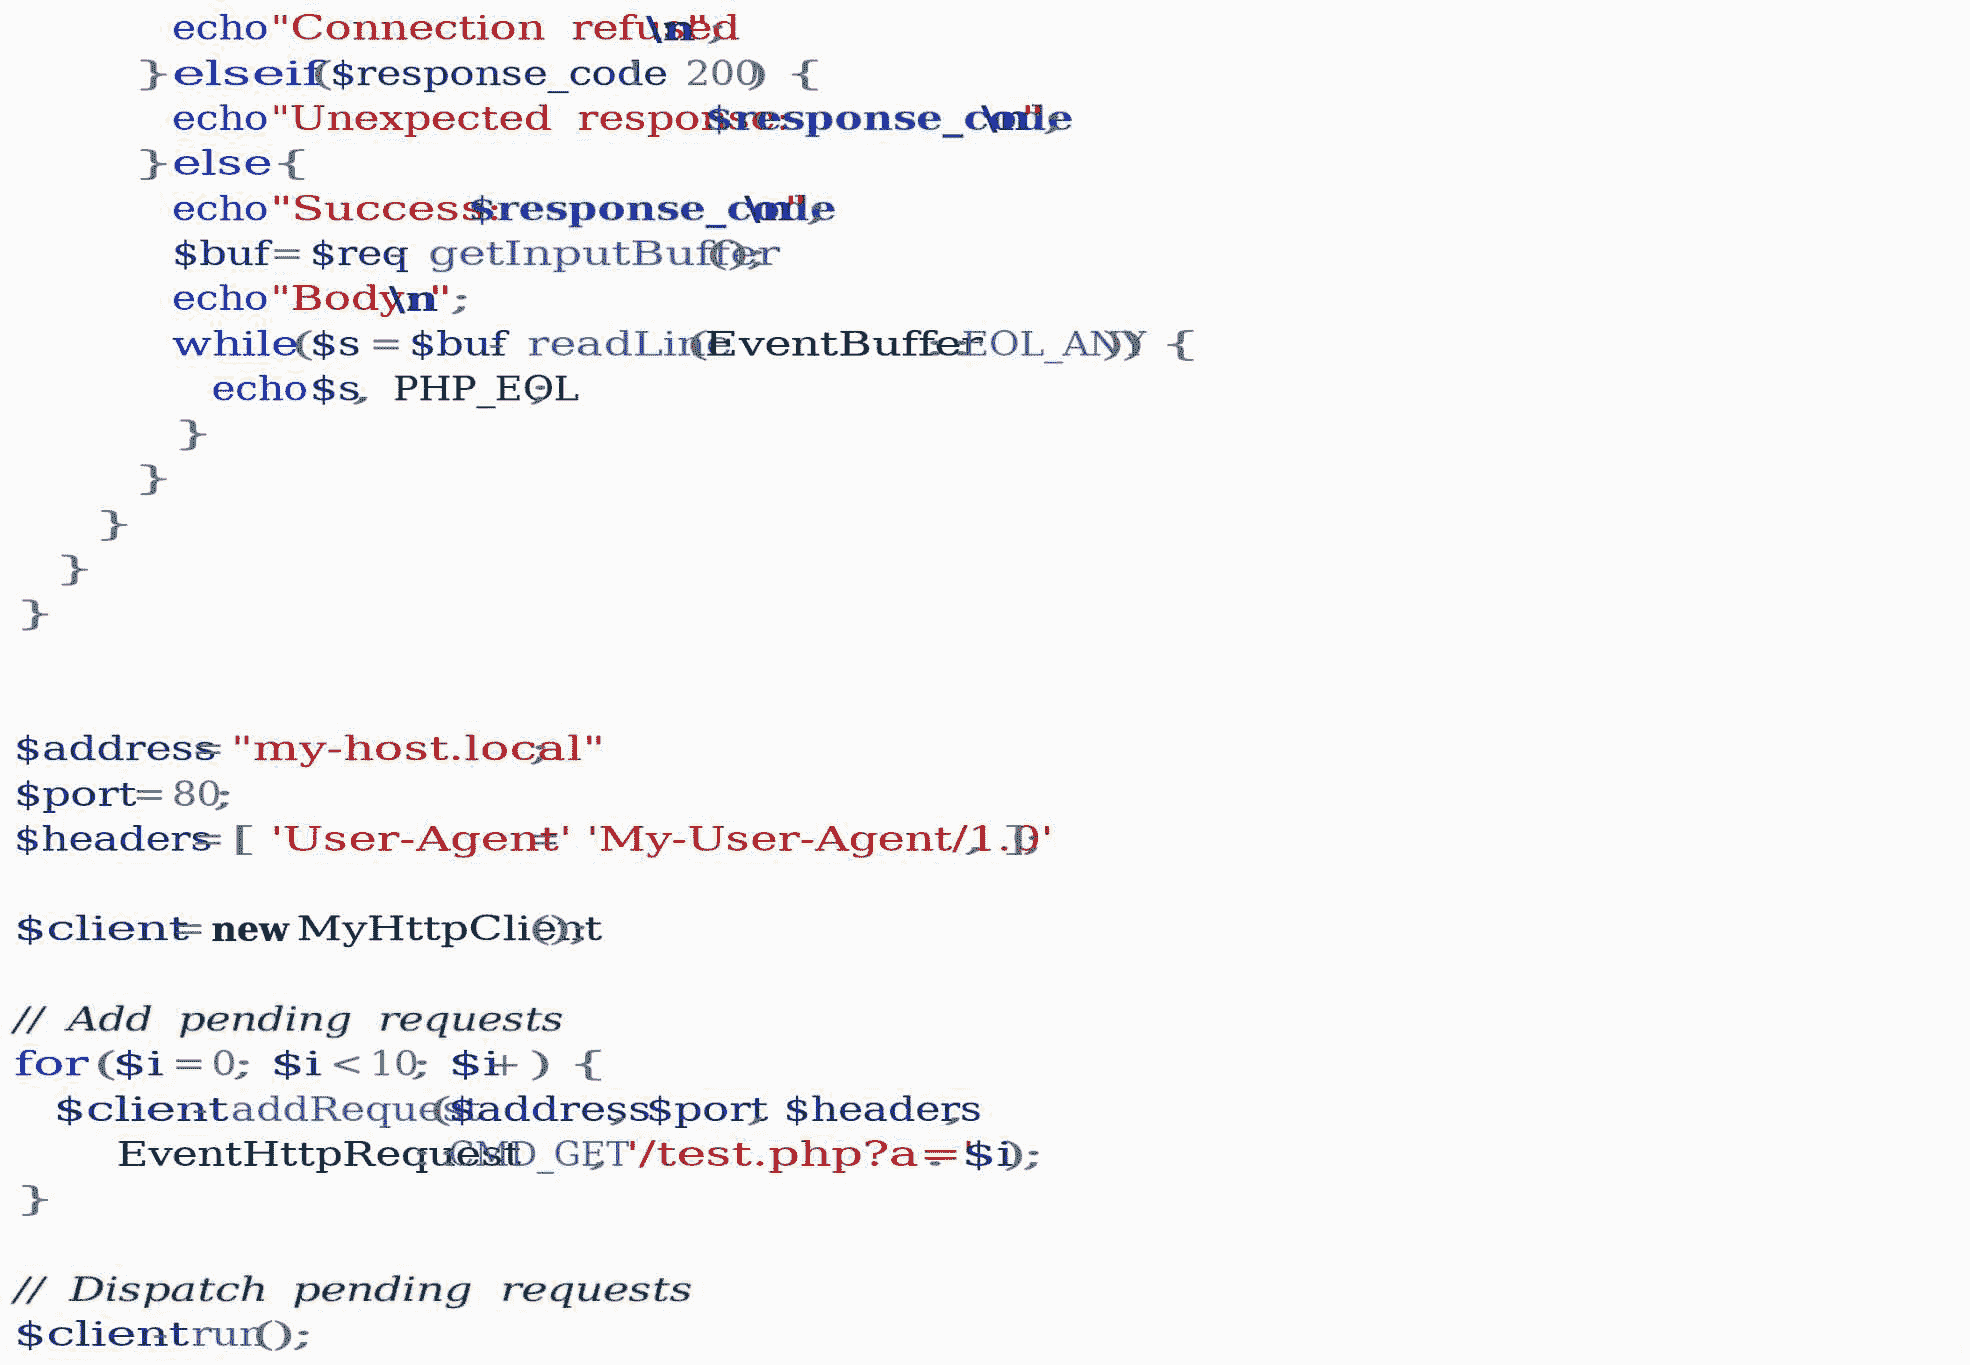 echo "Connection refused\n";
} elseif ($response_code 200) {
echo "Unexpected response: $response_code\n";
} else {
echo "Success: $response_code\n";
$buf = $req- getInputBuffer();
echo "Body\n";
while ($s = $buf- readLine(EventBuffer::EOL_ANY)) {
echo $s, PHP_EOL;
}
}
}
}
}
$address = "my-host.local";
$port = 80;
$headers = [ 'User-Agent' = 'My-User-Agent/1.0', ];
$client = new MyHttpClient();
// Add pending requests
for ($i = 0; $i < 10; $i+ ) {
$client- addRequest($address, $port, $headers,
EventHttpRequest::CMD_GET, '/test.php?a=' . $i);
}
// Dispatch pending requests
$client- run();